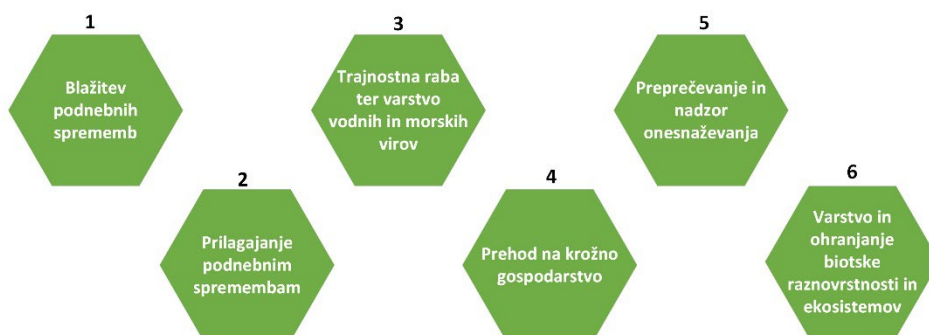 1
Blažitev
podnebnih
sprememb
2
Prilagajanje
podnebnim
spremembam
3
Trajnostna raba
ter varstvo
vodnih in morskih
virov
4
Prehod na krožno
gospodarstvo
5
Preprečevanje in
nadzor
onesnaževanja
6
Varstvo in
ohranjanje
biotske
raznovrstnosti in
ekosistemov